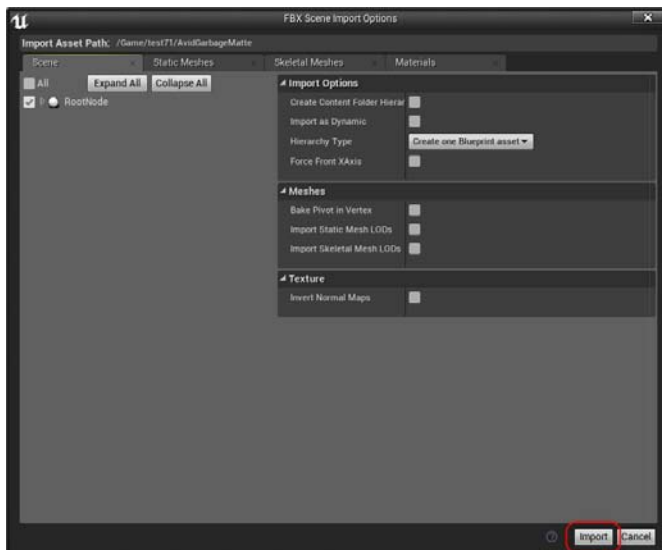 FBX Scene Import Options
Import Asset Path: /Game/test71/AvidGarbageMatte
Scene Static Meshes Skeletal Meshes Materials
All Expand All Collapse All
RootNode
Import Options
Create Content Folder Hierar
Import as Dynamic
Hierarchy Type Create one Blueprint asset
Force Front XAxis
Meshes
Bake Pivot in Vertex
Import Static Mesh LODs
Import Skeletal Mesh LODs
Texture
Invert Normal Maps
Import Cancel